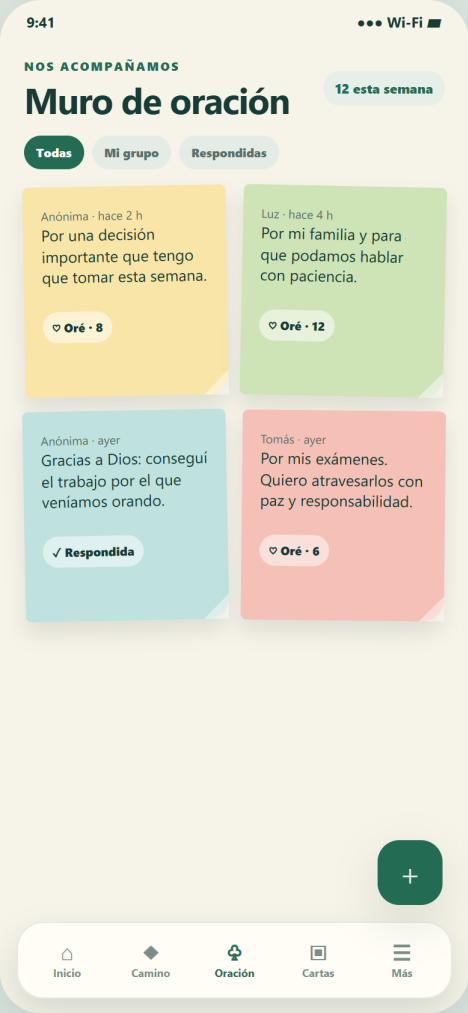 9:41
●●● Wi-Fi
NOS ACOMPAÑAMOS
Muro de oración
12 esta semana
Todas
Mi grupo
Respondidas
Anónima · hace 2 h
Por una decisión
importante que tengo
que tomar esta semana.
♡ Oré · 8
Luz · hace 4 h
Por mi familia y para
que podamos hablar
con paciencia.
♡ Oré · 12
Anónima · ayer
Gracias a Dios: conseguí
el trabajo por el que
veníamos orando.
✓ Respondida
Tomás · ayer
Por mis exámenes.
Quiero atravesarlos con
paz y responsabilidad.
♡ Oré · 6
+
Inicio
Camino
Oración
Cartas
Más